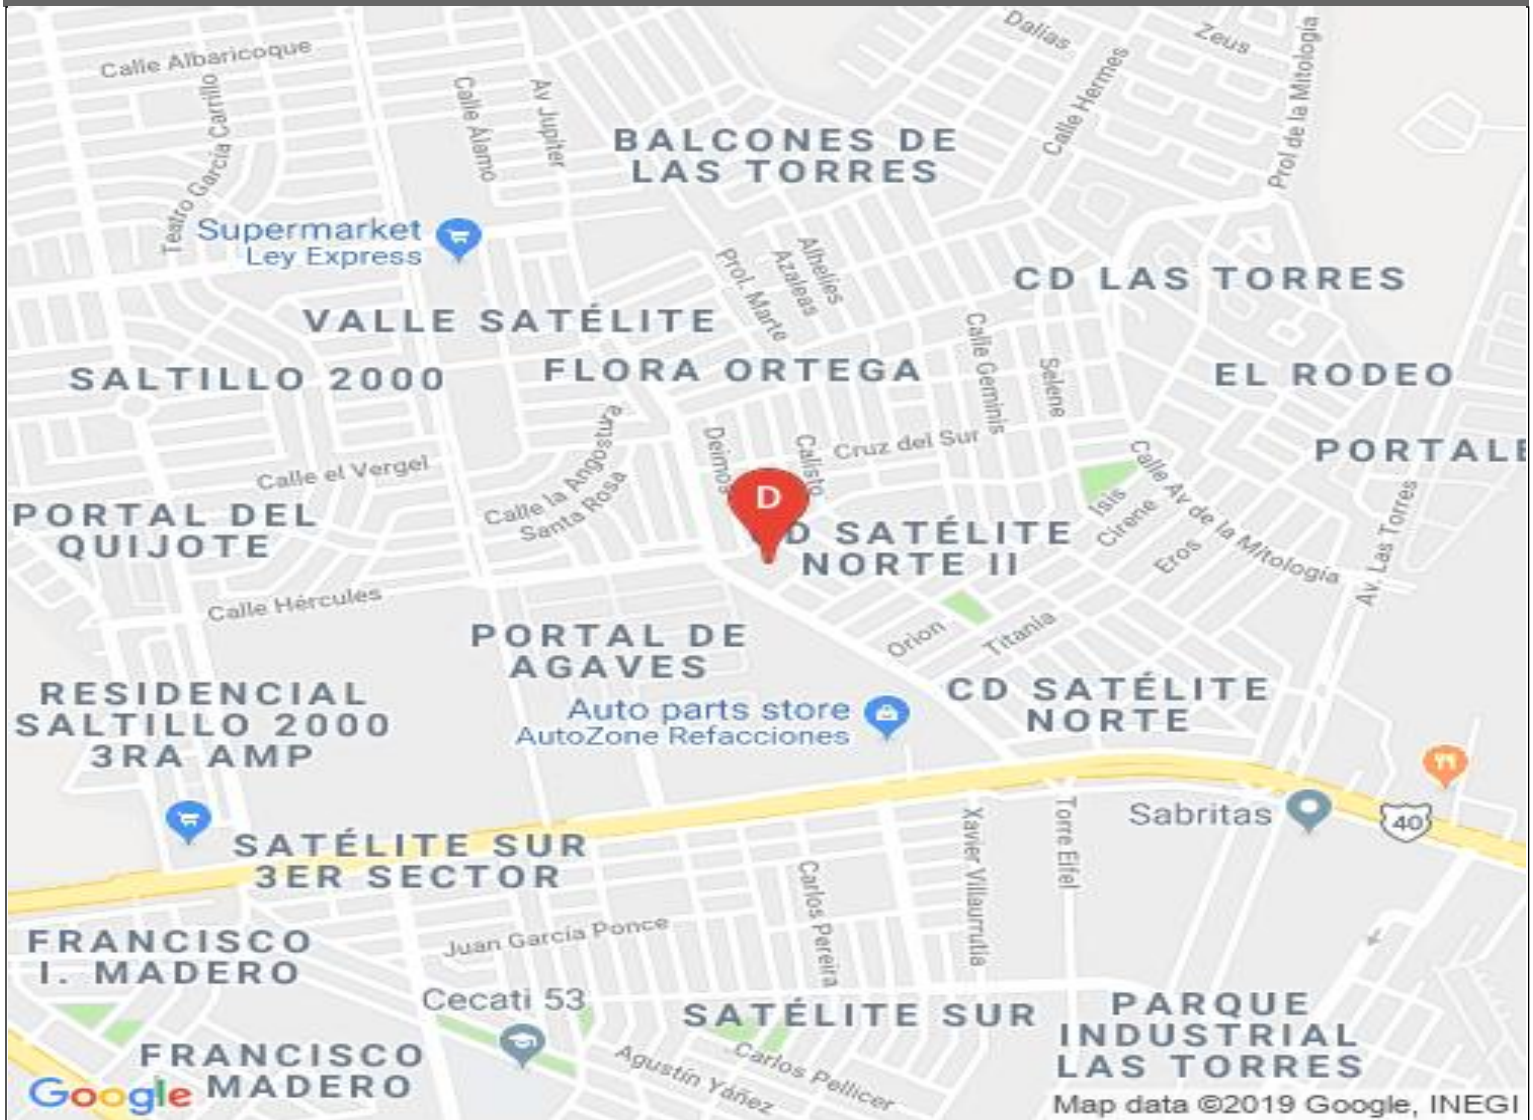 Dalias
Zeus
Calle Albaricoque
Prol de la Mitología
Calle Hermes
Teatro García Carrillo
Calle Álamo
Av Jupiter
BALCONES DE
LAS TORRES
Supermarket
Ley Express
Alhelíes
Azaleas
Prol. Marte
CD LAS TORRES
VALLE SATÉLITE
Calle Geminis
Selene
SALTILLO 2000
FLORA ORTEGA
EL RODEO
Deimos
Calisto
Cruz del Sur
PORTALE
Calle el Vergel
Calle la Angostura
Santa Rosa
D
Calle Av de la Mitología
Isis
Cirene
Eros
Av. Las Torres
PORTAL DEL
QUIJOTE
D SATÉLITE
NORTE II
Calle Hércules
PORTAL DE
AGAVES
Orion
Titania
RESIDENCIAL
SALTILLO 2000
3RA AMP
CD SATÉLITE
NORTE
Auto parts store
AutoZone Refacciones
Sabritas
40
Xavier Villaurrutia
Torre Eifel
SATÉLITE SUR
3ER SECTOR
Carlos Pereira
Juan García Ponce
FRANCISCO
I. MADERO
Cecati 53
SATÉLITE SUR
PARQUE
INDUSTRIAL
LAS TORRES
FRANCISCO
MADERO
Agustín Yáñez
Carlos Pellicer
Google
Map data ©2019 Google, INEGI